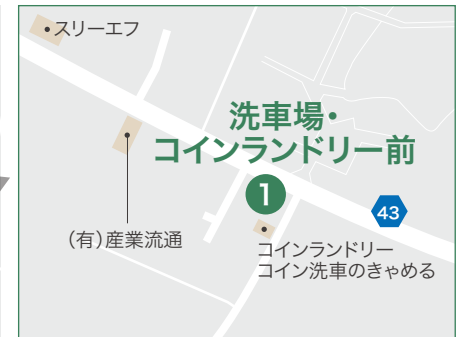 スリーエフ
洗車場・
コインランドリー前
1
43
(有)産業流通
コインランドリー
コイン洗車のきゃめる